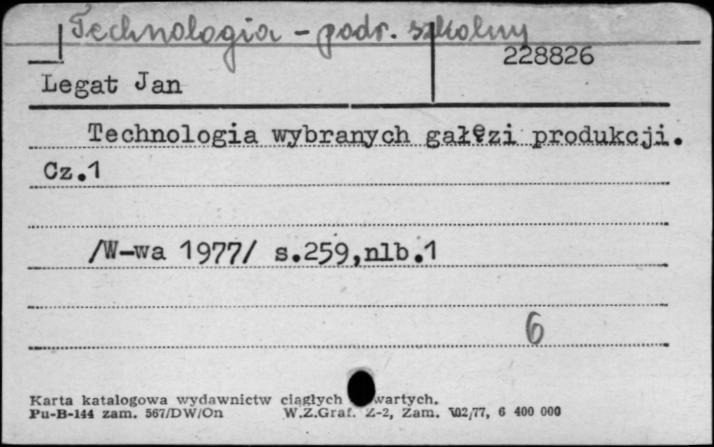 Technologia - podr. szkolny
228826
Legat Jan
Technologia wybranych gałęzi produkcji.
Cz.1
/W-wa 1977/ s.259,nlb.1
6
Karta katalogowa wydawnictw ciągłych wartych.
Pu-B-144 zam. 567/DW/On W.Z.Graf. Z-2, Zam. 102/77, 6 400 000